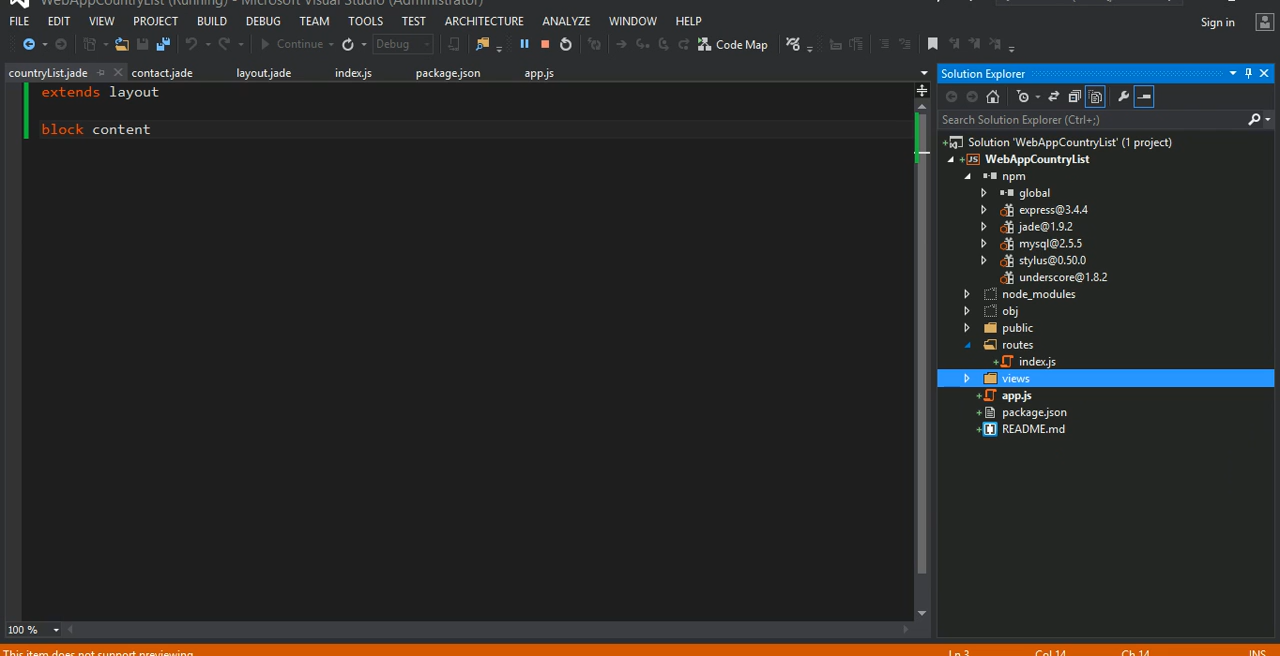 WebAppCountryList (Running) - Microsoft Visual Studio (Administrator)
FILE EDIT VIEW PROJECT BUILD DEBUG TEAM TOOLS TEST ARCHITECTURE ANALYZE WINDOW HELP Sign in
Continue Debug Code Map
countryList.jade contact.jade layout.jade index.js package.json app.js
extends layout
block content
100 %
Solution Explorer
Search Solution Explorer (Ctrl+;)
Solution 'WebAppCountryList' (1 project)
JS WebAppCountryList
npm
global
express@3.4.4
jade@1.9.2
mysql@2.5.5
stylus@0.50.0
underscore@1.8.2
node_modules
obj
public
routes
index.js
views
app.js
package.json
README.md
This item does not support previewing Ln 3 Col 14 Ch 14 INS